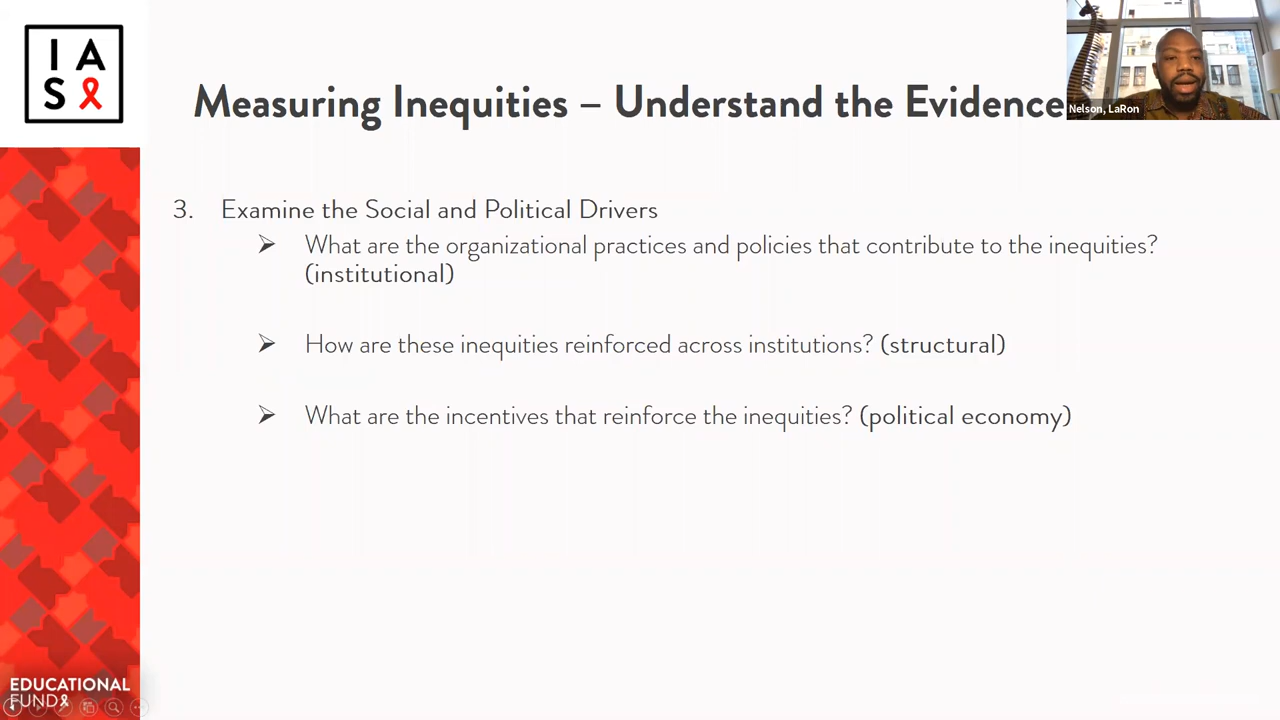 IA
S
Measuring Inequities – Understand the Evidence
Nelson, LaRon
3. Examine the Social and Political Drivers
What are the organizational practices and policies that contribute to the inequities?
(institutional)
How are these inequities reinforced across institutions? (structural)
What are the incentives that reinforce the inequities? (political economy)
EDUCATIONAL
FUND